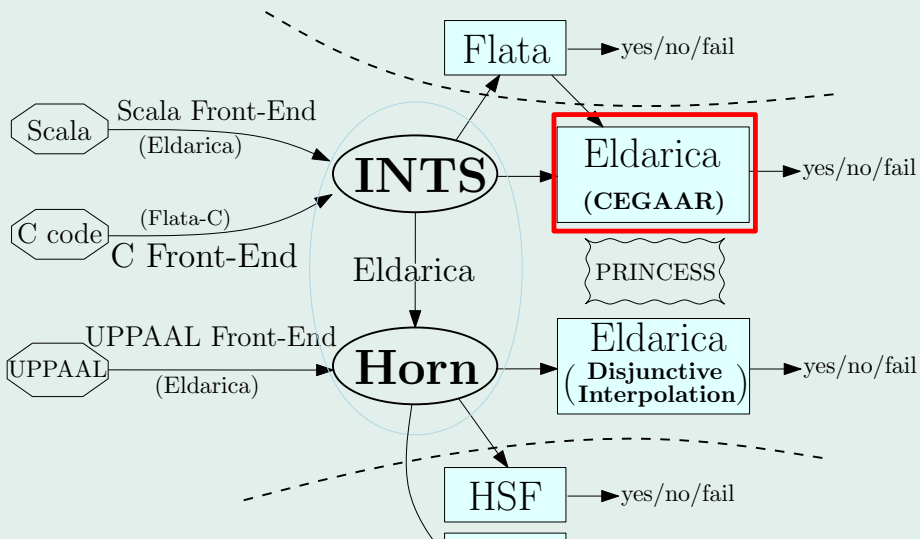 Flata
yes/no/fail
Scala Front-End
Scala
(Eldarica)
INTS
Eldarica
(CEGAAR)
yes/no/fail
(Flata-C)
C code
C Front-End
Eldarica
PRINCESS
UPPAAL Front-End
UPPAAL
(Eldarica)
Horn
Eldarica
(Disjunctive
Interpolation)
yes/no/fail
HSF
yes/no/fail